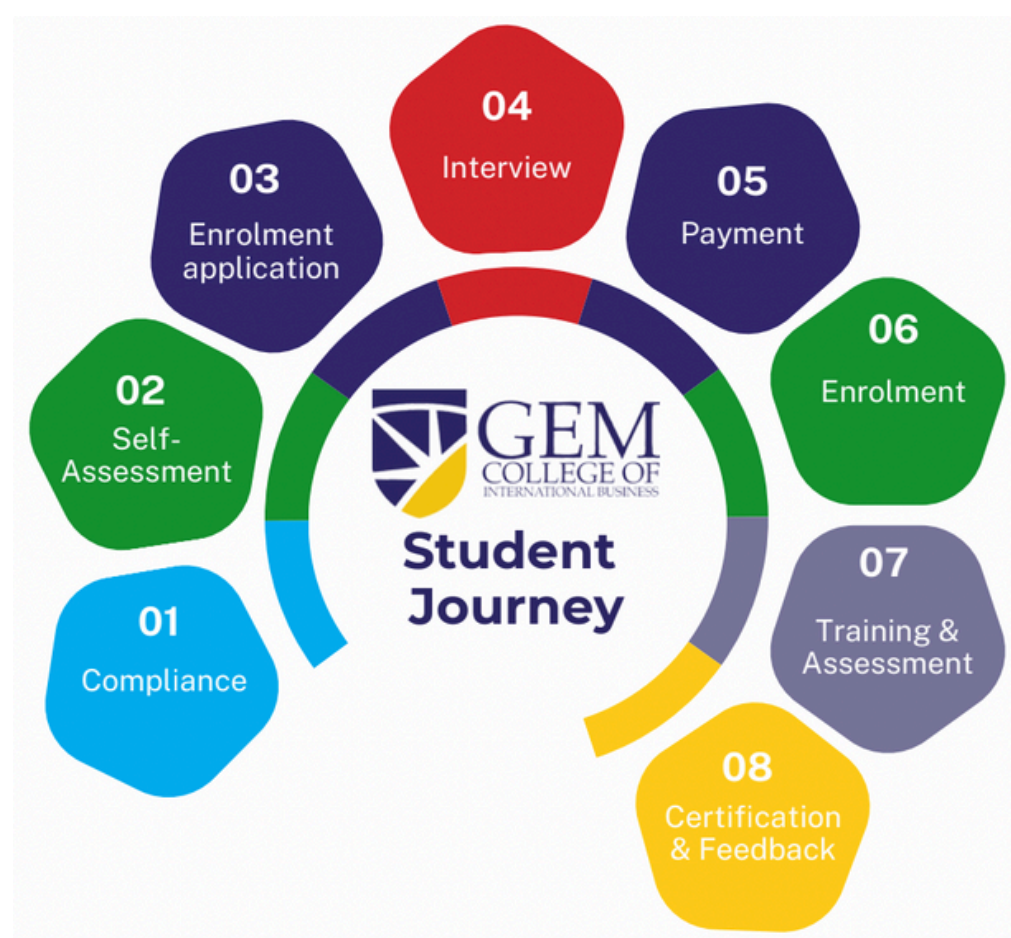 01
Compliance
02
Self-
Assessment
03
Enrolment
application
04
Interview
05
Payment
06
Enrolment
07
Training &
Assessment
08
Certification
& Feedback
GEM
COLLEGE OF
INTERNATIONAL BUSINESS
Student
Journey